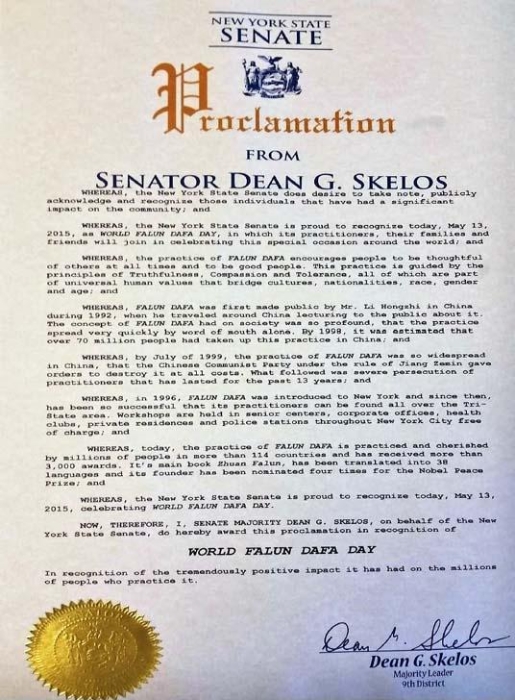 NEW YORK STATE
SENATE
Proclamation
FROM
SENATOR DEAN G. SKELOS
WHEREAS, the New York State Senate does desire to take note, publicly
acknowledge and recognize those individuals that have had a significant
impact on the community; and
WHEREAS, the New York State Senate is proud to recognize today, May 13,
2015, as WORLD FALUN DAFA DAY, in which its practitioners, their families and
friends will join in celebrating this special occasion around the world; and
WHEREAS, the practice of FALUN DAFA encourages people to be thoughtful
of others at all times and to be good people. This practice is guided by the
principles of Truthfulness, Compassion and Tolerance, all of which are part
of universal human values that bridge cultures, nationalities, race, gender
and age; and
WHEREAS, FALUN DAFA was first made public by Mr. Li Hongshi in China
during 1992, when he traveled around China lecturing to the public about it.
The concept of FALUN DAFA had on society was so profound, that the practice
spread very quickly by word of mouth alone. By 1998, it was estimated that
over 70 million people had taken up this practice in China; and
WHEREAS, by July of 1999, the practice of FALUN DAFA was so widespread
in China, that the Chinese Communist Party under the rule of Jiang Zemin gave
orders to destroy it at all costs. What followed was severe persecution of
practitioners that has lasted for the past 13 years; and
WHEREAS, in 1996, FALUN DAFA was introduced to New York and since then,
has been so successful that its practitioners can be found all over the Tri-
State area. Workshops are held in senior centers, corporate offices, health
clubs, private residences and police stations throughout New York City free
of charge; and
WHEREAS, today, the practice of FALUN DAFA is practiced and cherished
by millions of people in more than 114 countries and has received more than
3,000 awards. It's main book Zhuan Falun, has been translated into 38
languages and its founder has been nominated four times for the Nobel Peace
Prize; and
WHEREAS, the New York State Senate is proud to recognize today, May 13,
2015, celebrating WORLD FALUN DAFA DAY.
NOW, THEREFORE, I, SENATE MAJORITY DEAN G. SKELOS, on behalf of the New
York State Senate, do hereby award this proclamation in recognition of
WORLD FALUN DAFA DAY
In recognition of the tremendously positive impact it has had on the millions
of people who practice it.
Dean G. Skelos
Dean G. Skelos
Majority Leader
9th District